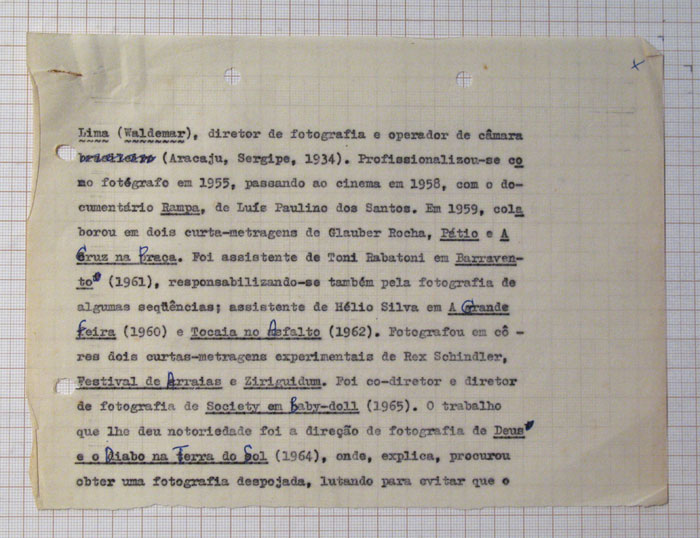 Lima (Waldemar), diretor de fotografia e operador de câmara
brasileiro (Aracaju, Sergipe, 1934). Profissionalizou-se co
mo fotógrafo em 1955, passando ao cinema em 1958, com o do-
cumentário Rampa, de Luís Paulino dos Santos. Em 1959, cola
borou em dois curta-metragens de Glauber Rocha, Pátio e A
Cruz na Praça. Foi assistente de Toni Rabatoni em Barraven-
to (1961), responsabilizando-se também pela fotografia de
algumas seqüências; assistente de Hélio Silva em A Grande
Feira (1960) e Tocaia no Asfalto (1962). Fotografou em cô -
res dois curtas-metragens experimentais de Rex Schindler,
Festival de Arraias e Ziriguidum. Foi co-diretor e diretor
de fotografia de Society em Baby-doll (1965). O trabalho
que lhe deu notoriedade foi a direção de fotografia de Deus
e o Diabo na Terra do Sol (1964), onde, explica, procurou
obter uma fotografia despojada, lutando para evitar que o